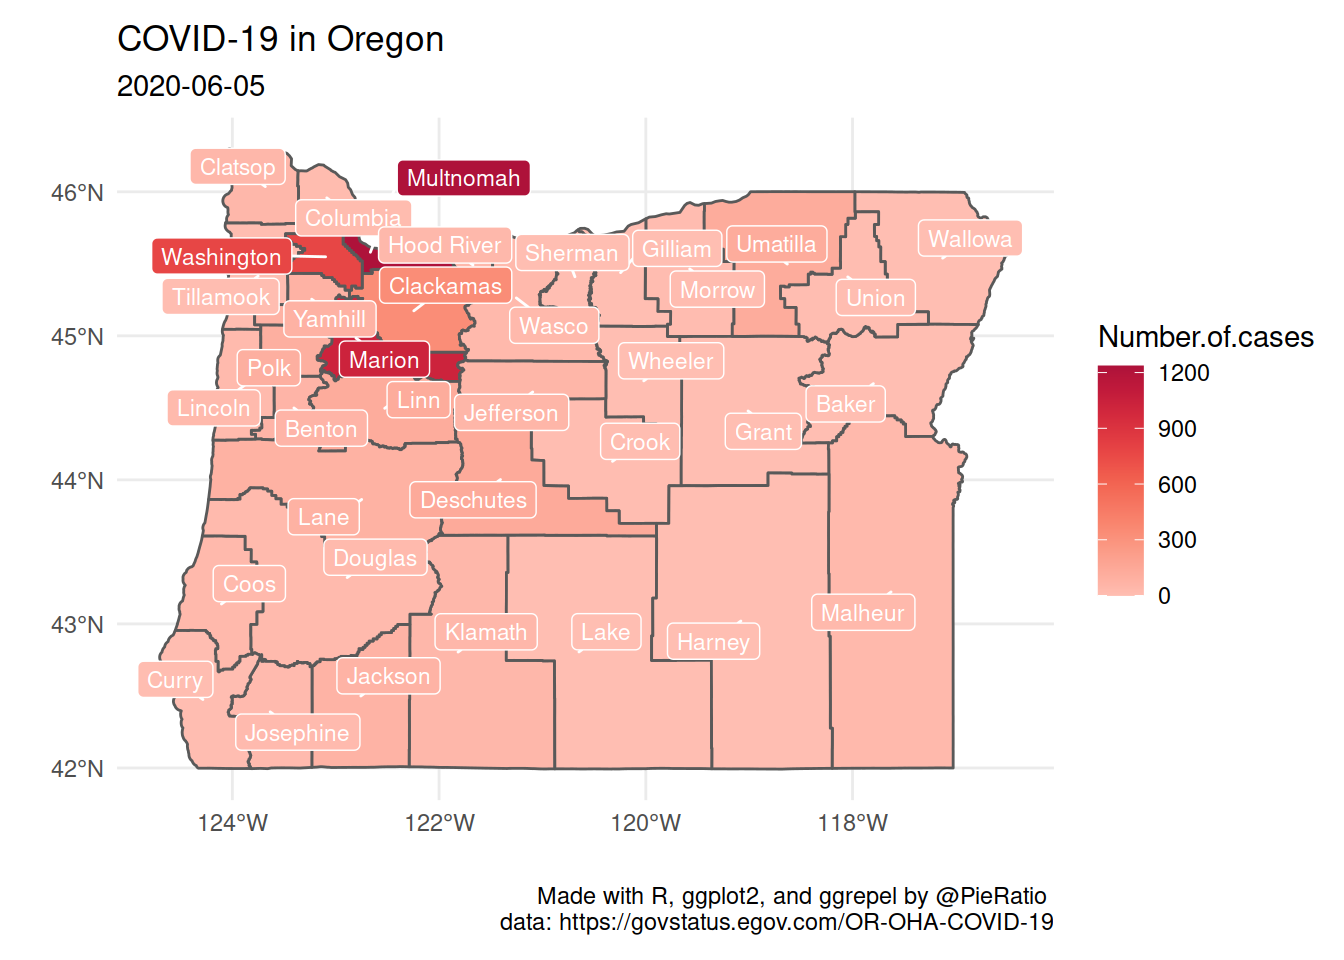 COVID-19 in Oregon
2020-06-05
46°N
45°N
44°N
43°N
42°N
124°W
122°W
120°W
118°W
Clatsop
Multnomah
Columbia
Washington
Hood River
Sherman
Gilliam
Umatilla
Wallowa
Tillamook
Clackamas
Morrow
Union
Yamhill
Wasco
Polk
Marion
Wheeler
Lincoln
Linn
Jefferson
Baker
Benton
Crook
Grant
Lane
Deschutes
Douglas
Coos
Malheur
Klamath
Lake
Harney
Curry
Jackson
Josephine
Number.of.cases
1200
900
600
300
0
Made with R, ggplot2, and ggrepel by @PieRatio
data: https://govstatus.egov.com/OR-OHA-COVID-19